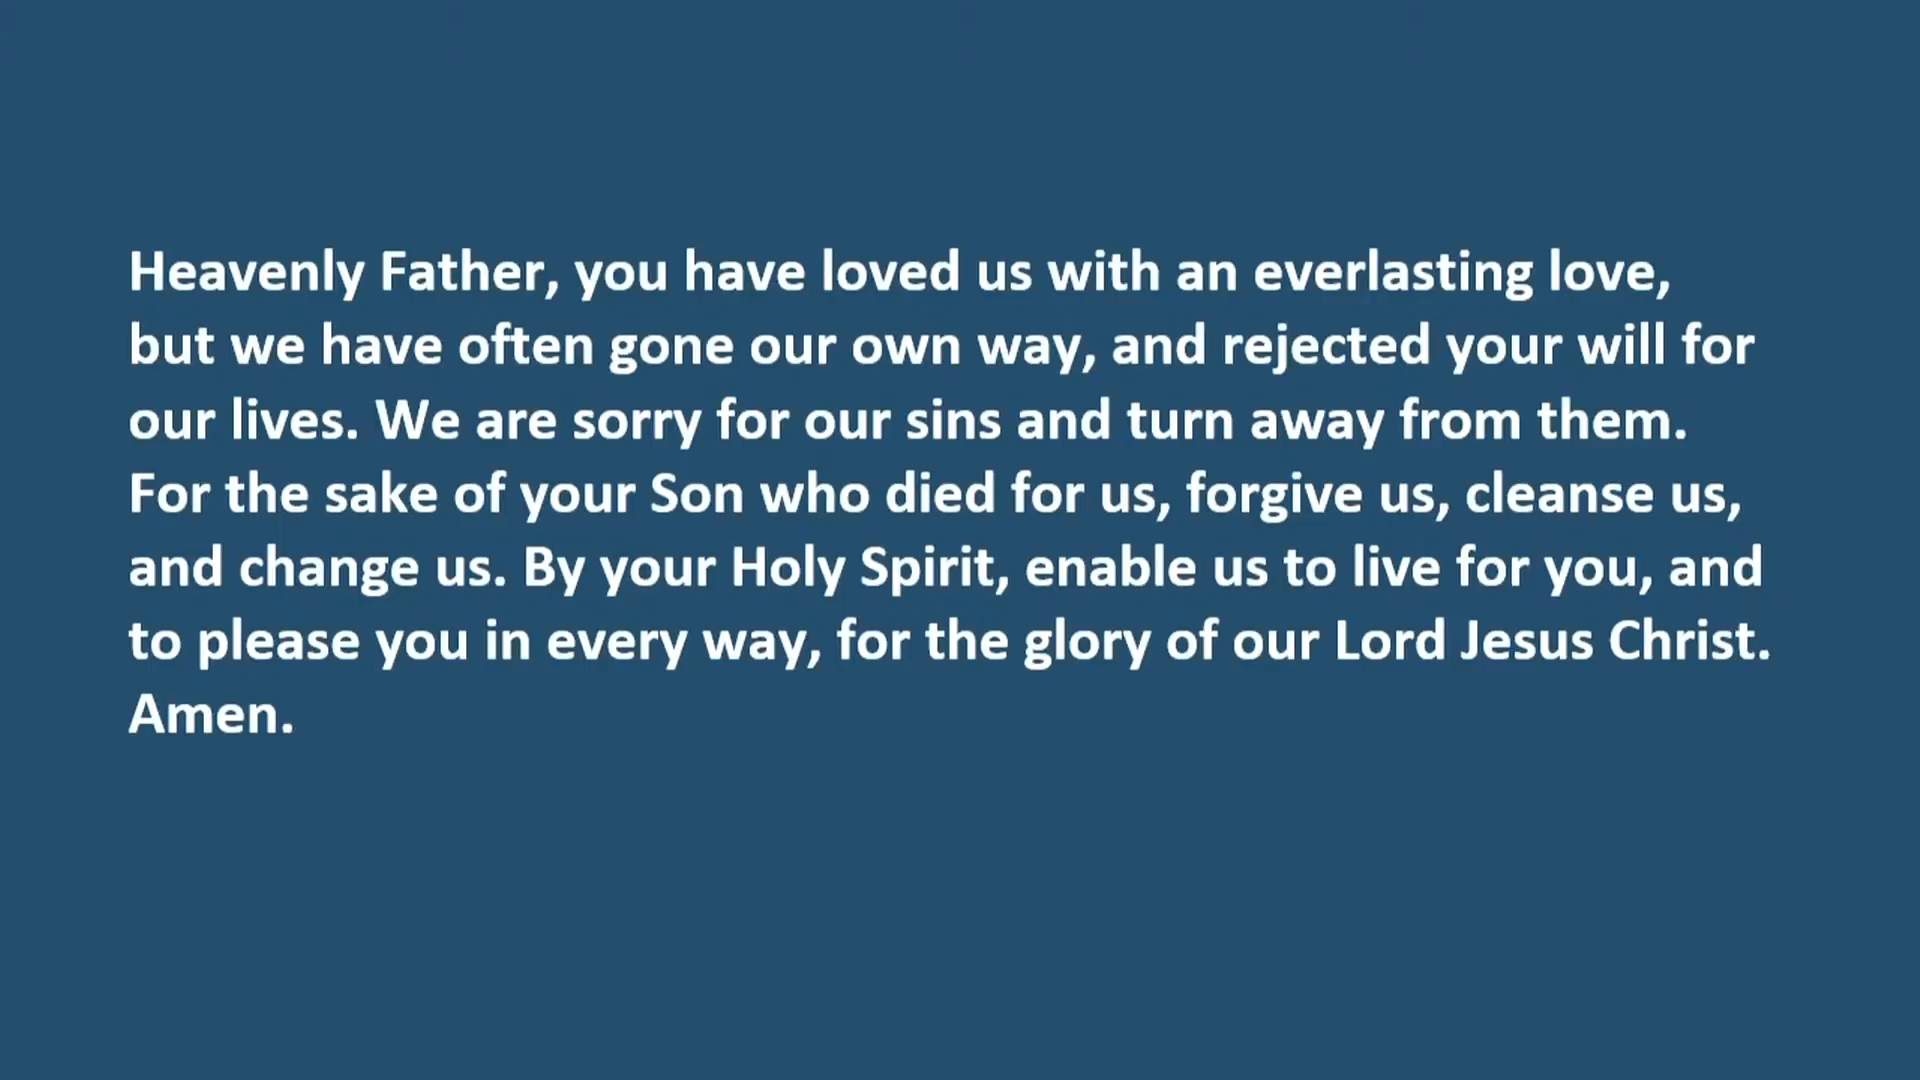 Heavenly Father, you have loved us with an everlasting love,
but we have often gone our own way, and rejected your will for
our lives. We are sorry for our sins and turn away from them.
For the sake of your Son who died for us, forgive us, cleanse us,
and change us. By your Holy Spirit, enable us to live for you, and
to please you in every way, for the glory of our Lord Jesus Christ.
Amen.